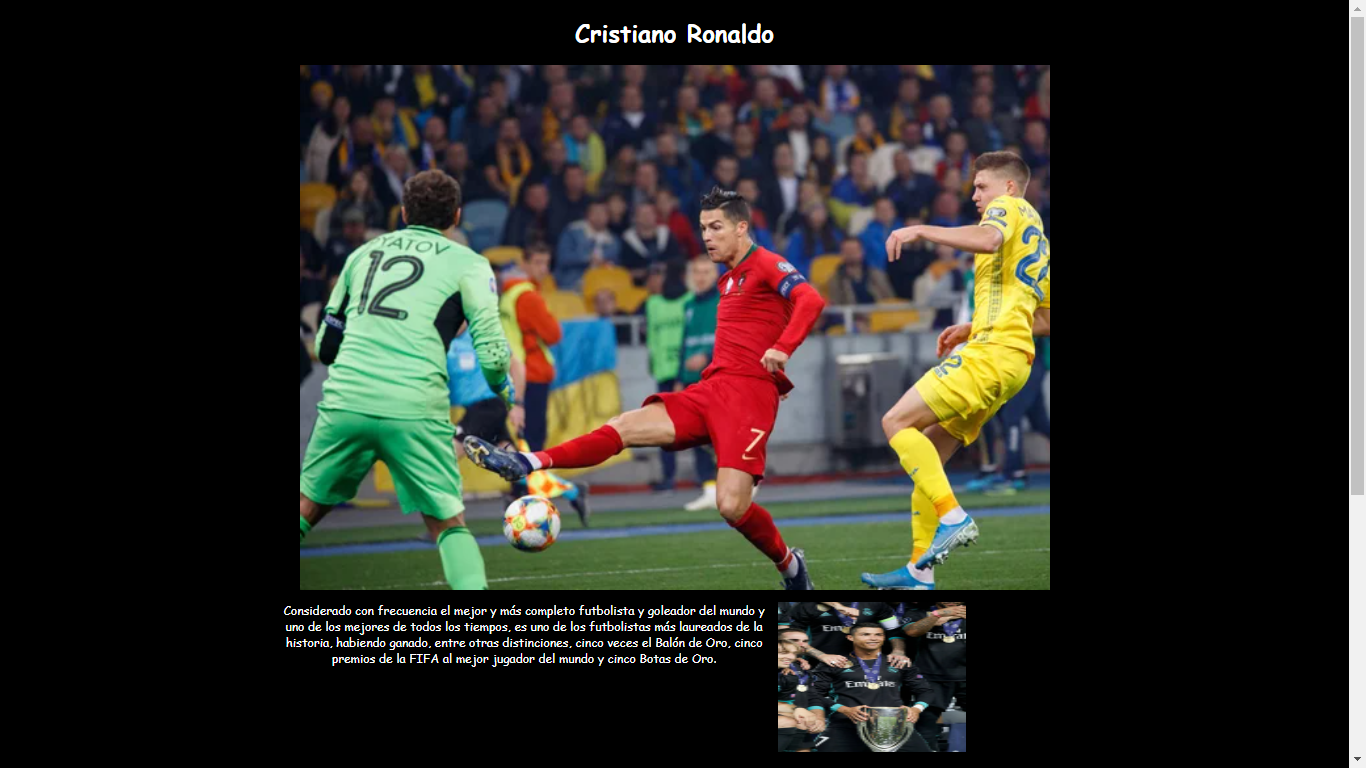 Cristiano Ronaldo
YATOV
12
7
22
Considerado con frecuencia el mejor y más completo futbolista y goleador del mundo y
uno de los mejores de todos los tiempos, es uno de los futbolistas más laureados de la
historia, habiendo ganado, entre otras distinciones, cinco veces el Balón de Oro, cinco
premios de la FIFA al mejor jugador del mundo y cinco Botas de Oro.
Emirates
7